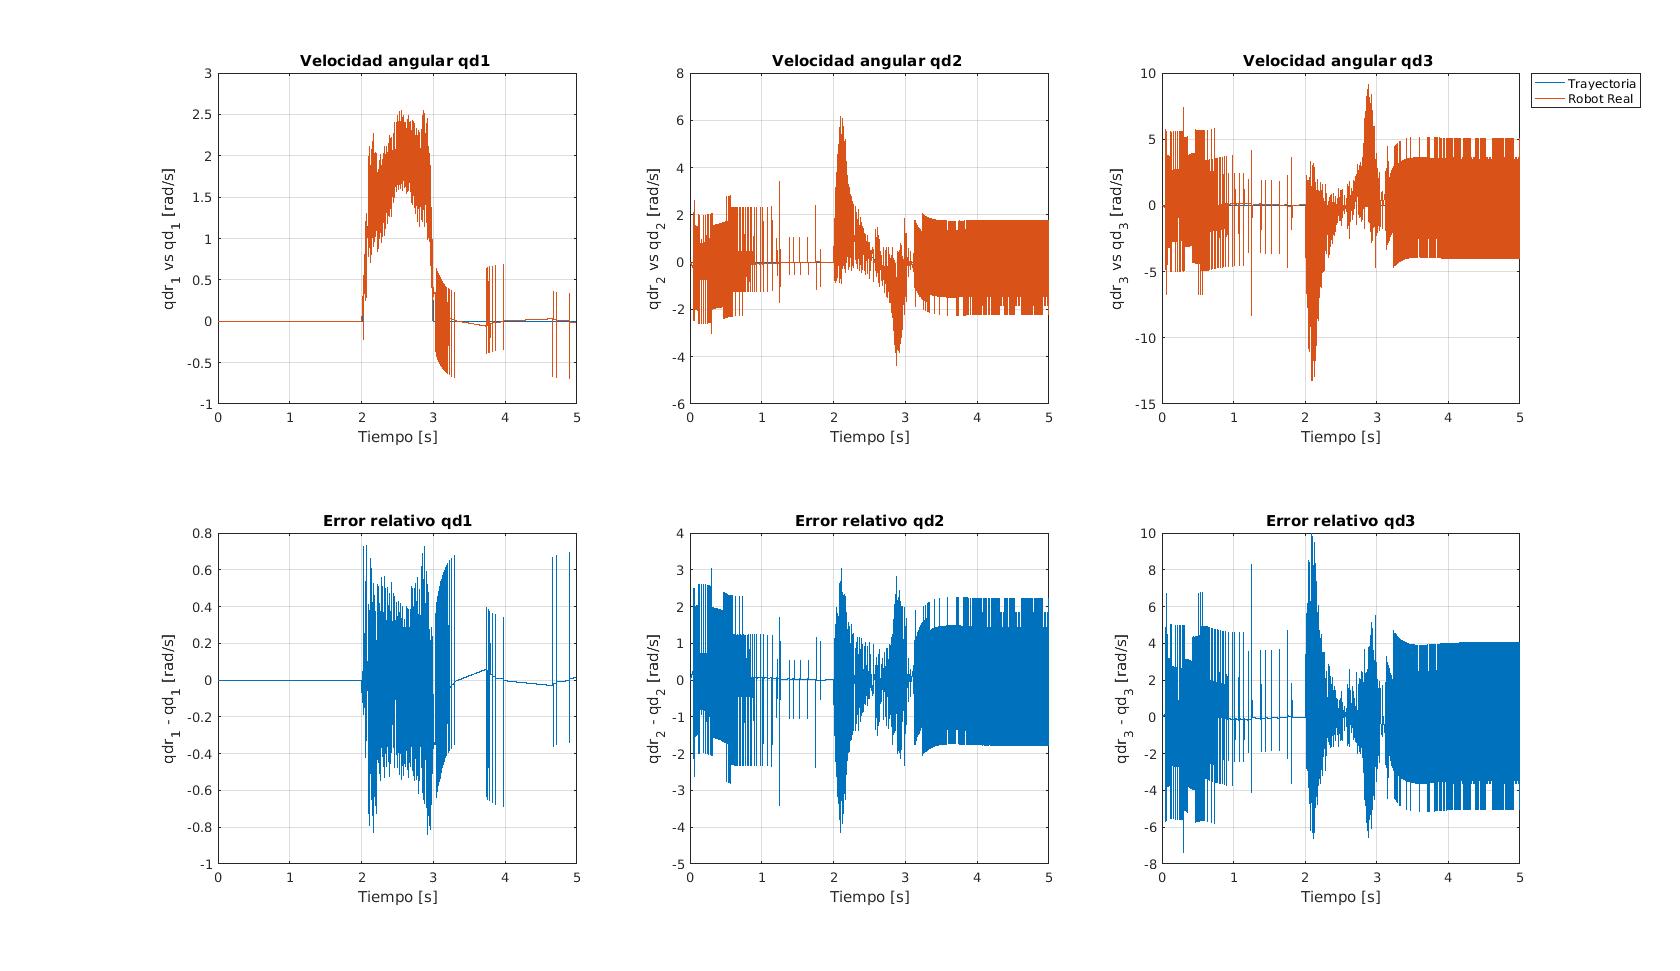 Velocidad angular qd1
3
2.5
2
1.5
1
0.5
0
-0.5
-1
qdr1 vs qd1 [rad/s]
0 1 2 3 4 5
Tiempo [s]
Velocidad angular qd2
8
6
4
2
0
-2
-4
-6
qdr2 vs qd2 [rad/s]
0 1 2 3 4 5
Tiempo [s]
Velocidad angular qd3
10
5
0
-5
-10
-15
qdr3 vs qd3 [rad/s]
0 1 2 3 4 5
Tiempo [s]
Trayectoria
Robot Real
Error relativo qd1
0.8
0.6
0.4
0.2
0
-0.2
-0.4
-0.6
-0.8
-1
qdr1 - qd1 [rad/s]
0 1 2 3 4 5
Tiempo [s]
Error relativo qd2
4
3
2
1
0
-1
-2
-3
-4
-5
qdr2 - qd2 [rad/s]
0 1 2 3 4 5
Tiempo [s]
Error relativo qd3
10
8
6
4
2
0
-2
-4
-6
-8
qdr3 - qd3 [rad/s]
0 1 2 3 4 5
Tiempo [s]